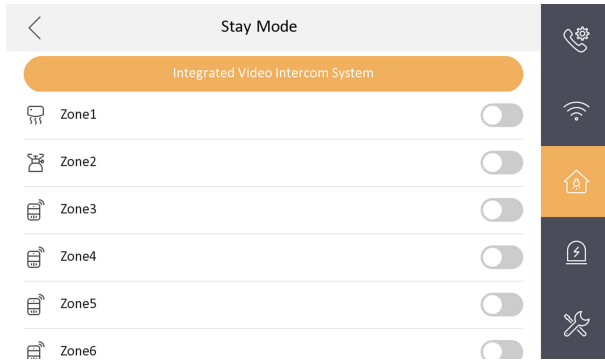 Stay Mode
Integrated Video Intercom System
Zone1
Zone2
Zone3
Zone4
Zone5
Zone6